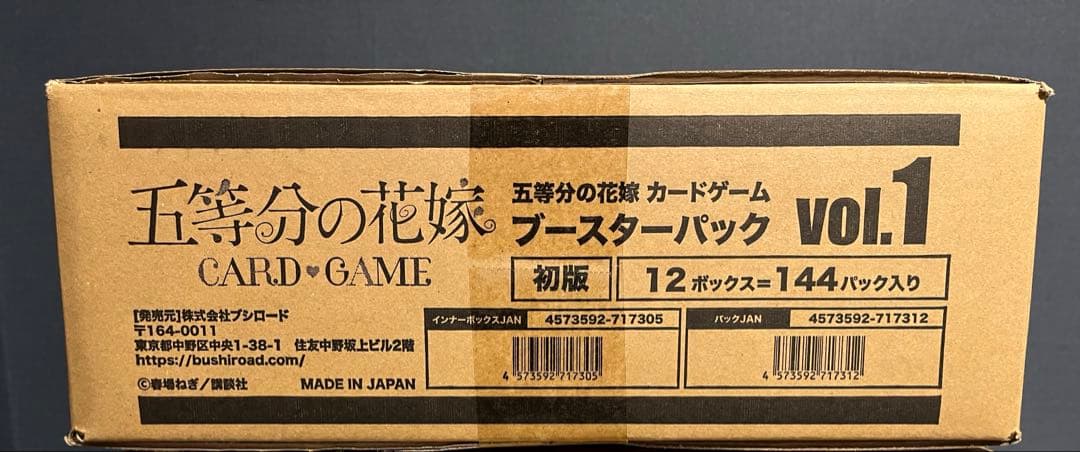 五等分の花嫁
CARD♥GAME
五等分の花嫁 カードゲーム
ブースターパック vol.1
初版
12ボックス=144パック入り
[発売元]株式会社ブシロード
〒164-0011
東京都中野区中央1-38-1 住友中野坂上ビル2階
https://bushiroad.com/
©春場ねぎ/講談社 MADE IN JAPAN
インナーボックスJAN 4573592-717305
4 573592 717305
パックJAN 4573592-717312
4 573592 717312